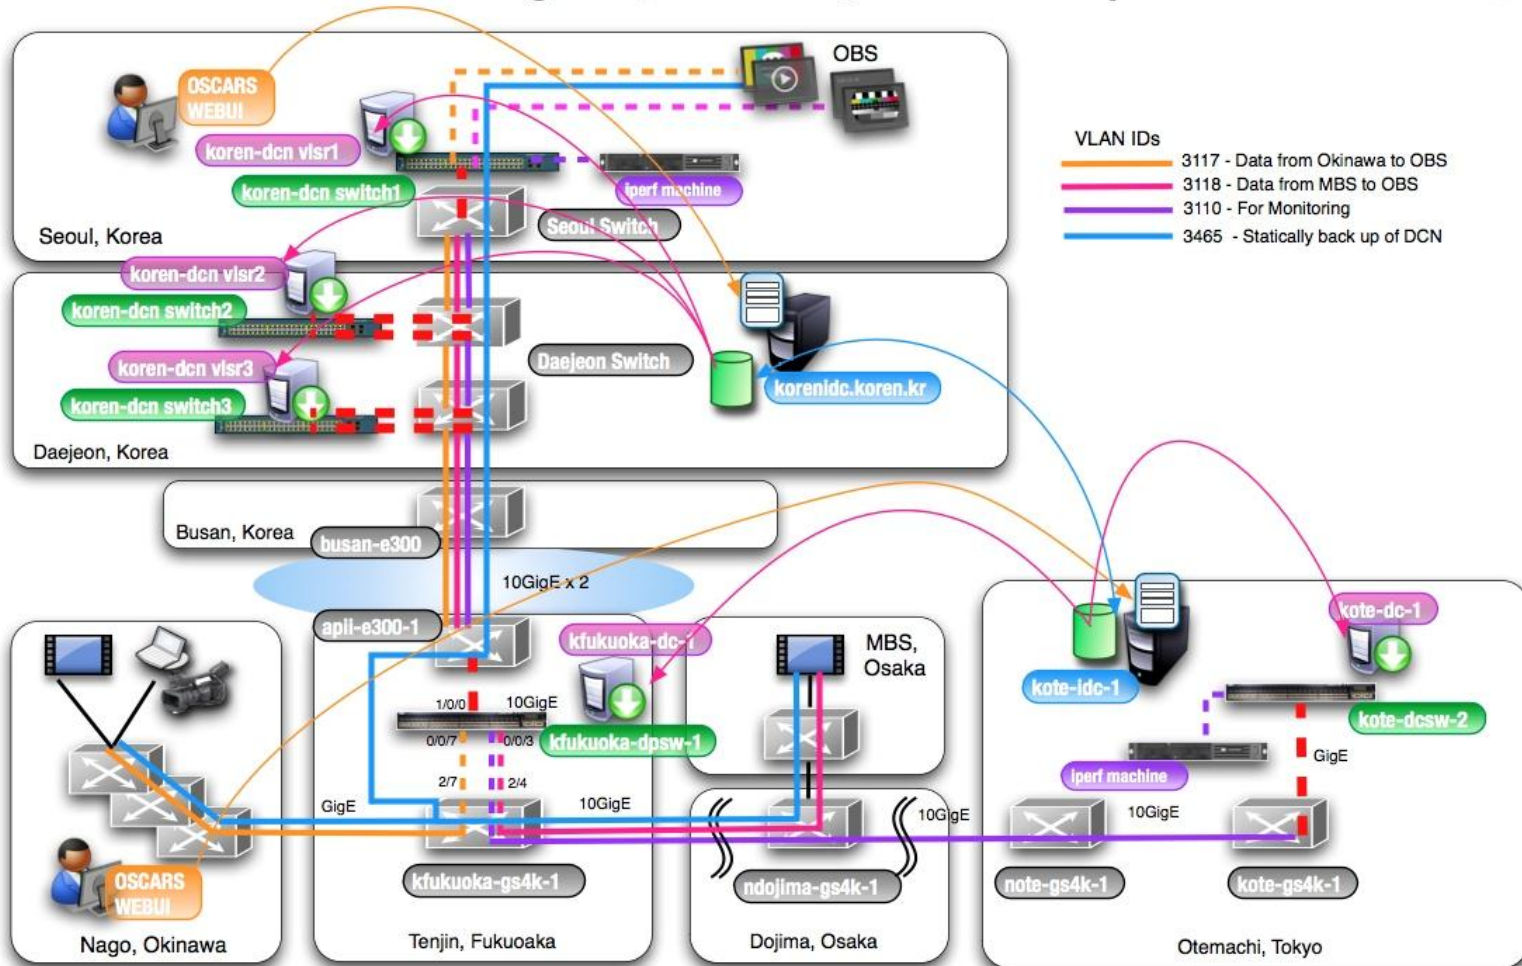 OBS
OSCARS
WEBUI
koren-dcn vlsr1
koren-dcn switch1
iperf machine
Seoul Switch
Seoul, Korea
VLAN IDs
3117 - Data from Okinawa to OBS
3118 - Data from MBS to OBS
3110 - For Monitoring
3465 - Statically back up of DCN
koren-dcn vlsr2
koren-dcn switch2
koren-dcn vlsr3
koren-dcn switch3
Daejeon Switch
korenidc.koren.kr
Daejeon, Korea
Busan, Korea
busan-e300
10GigE x 2
apii-e300-1
kfukuoka-dc-1
MBS,
Osaka
kote-dc-1
kote-idc-1
1/0/0
10GigE
0/0/7
0/0/3
kfukuoka-dpsw-1
kote-dcsw-2
iperf machine
GigE
2/7
2/4
GigE
10GigE
10GigE
10GigE
OSCARS
WEBUI
kfukuoka-gs4k-1
ndojima-gs4k-1
note-gs4k-1
kote-gs4k-1
Nago, Okinawa
Tenjin, Fukuoaka
Dojima, Osaka
Otemachi, Tokyo